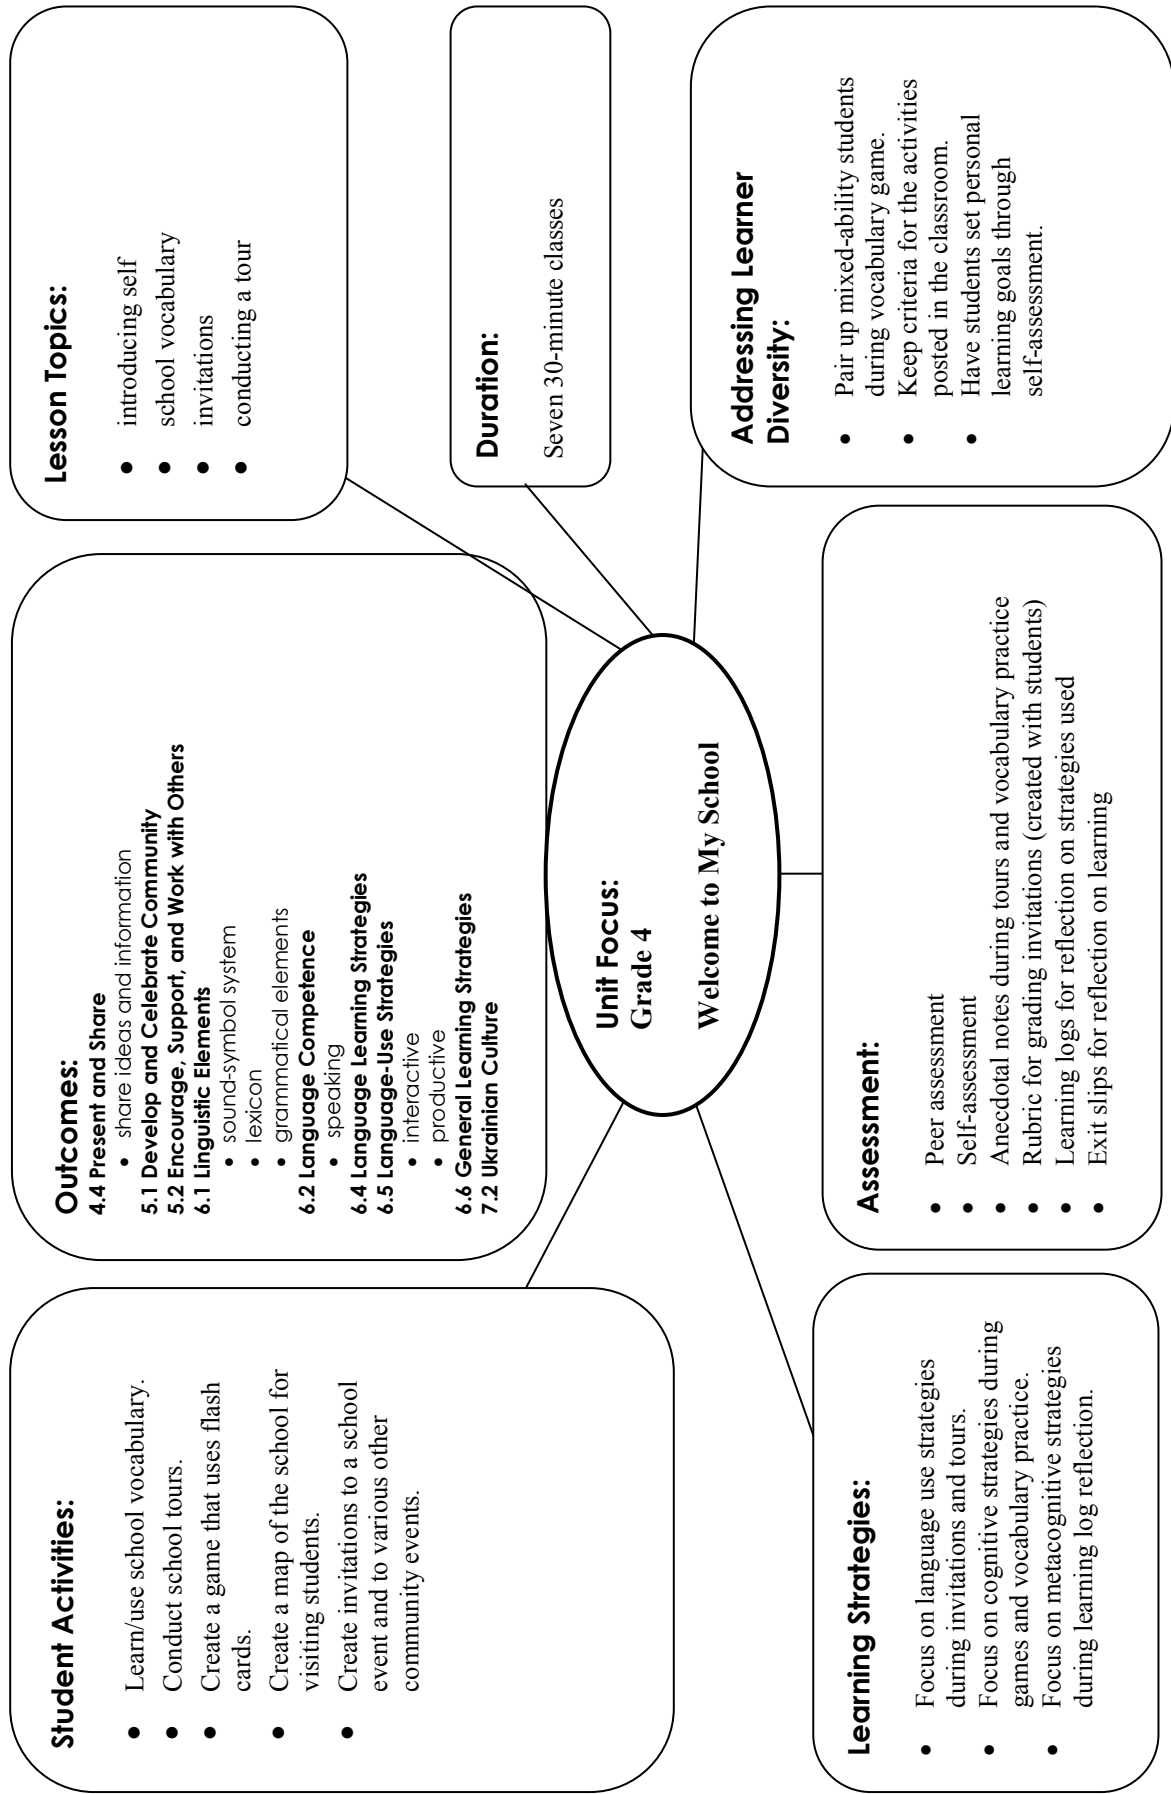 Student Activities:
• Learn/use school vocabulary.
• Conduct school tours.
• Create a game that uses flash
cards.
• Create a map of the school for
visiting students.
• Create invitations to a school
event and to various other
community events.
Outcomes:
4.4 Present and Share
• share ideas and information
5.1 Develop and Celebrate Community
5.2 Encourage, Support, and Work with Others
6.1 Linguistic Elements
• sound-symbol system
• lexicon
• grammatical elements
6.2 Language Competence
• speaking
6.4 Language Learning Strategies
6.5 Language-Use Strategies
• interactive
• productive
6.6 General Learning Strategies
7.2 Ukrainian Culture
Lesson Topics:
• introducing self
• school vocabulary
• invitations
• conducting a tour
Duration:
Seven 30-minute classes
Unit Focus:
Grade 4
Welcome to My School
Learning Strategies:
• Focus on language use strategies
during invitations and tours.
• Focus on cognitive strategies during
games and vocabulary practice.
• Focus on metacognitive strategies
during learning log reflection.
Assessment:
• Peer assessment
• Self-assessment
• Anecdotal notes during tours and vocabulary practice
• Rubric for grading invitations (created with students)
• Learning logs for reflection on strategies used
• Exit slips for reflection on learning
Addressing Learner
Diversity:
• Pair up mixed-ability students
during vocabulary game.
• Keep criteria for the activities
posted in the classroom.
• Have students set personal
learning goals through
self-assessment.